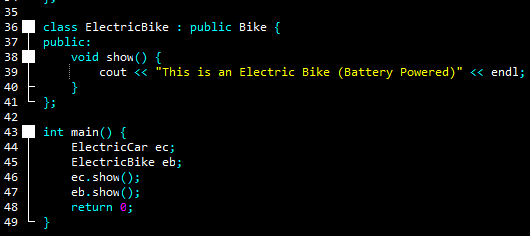 35
36 class ElectricBike : public Bike {
37 public:
38     void show() {
39         cout << "This is an Electric Bike (Battery Powered)" << endl;
40     }
41 };
42
43 int main() {
44     ElectricCar ec;
45     ElectricBike eb;
46     ec.show();
47     eb.show();
48     return 0;
49 }